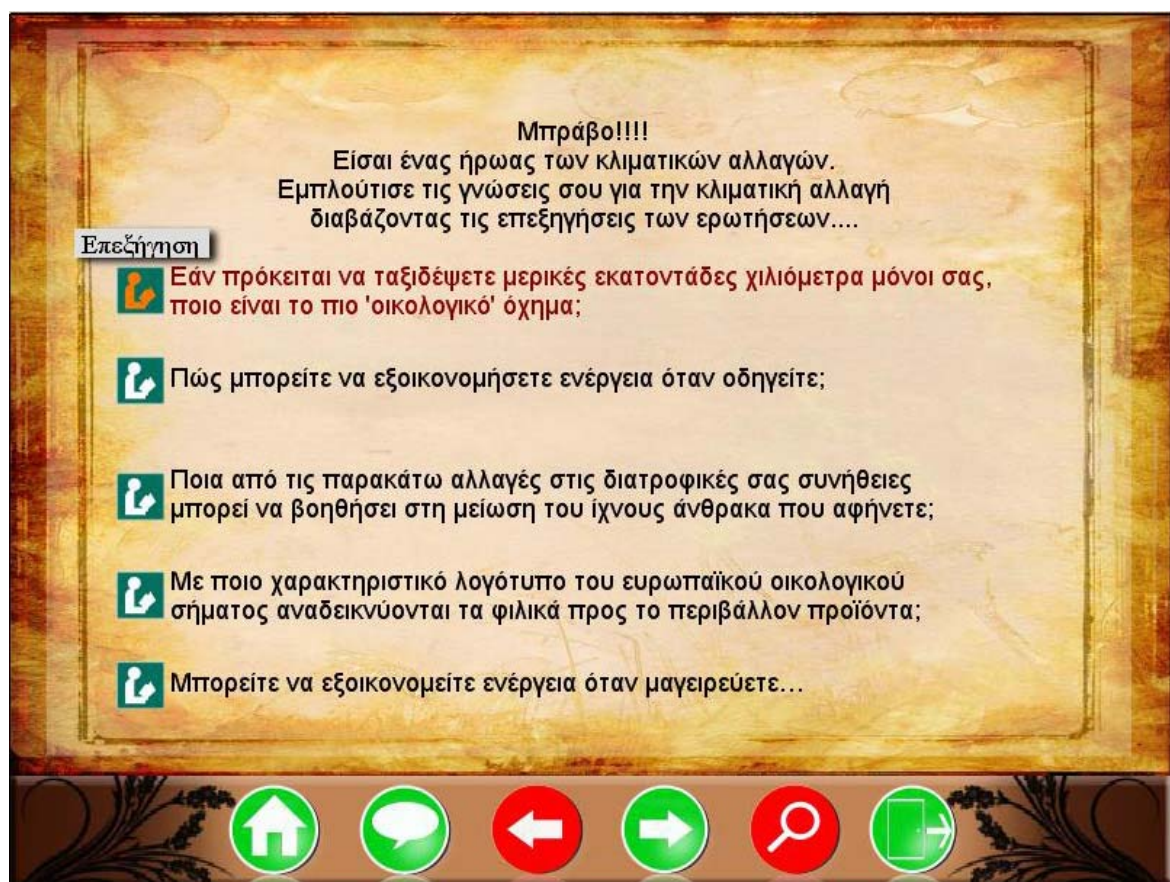 Μπράβο!!!!
Είσαι ένας ήρωας των κλιματικών αλλαγών.
Εμπλούτισε τις γνώσεις σου για την κλιματική αλλαγή
διαβάζοντας τις επεξηγήσεις των ερωτήσεων....
Επεξήγηση
Εάν πρόκειται να ταξιδέψετε μερικές εκατοντάδες χιλιόμετρα μόνοι σας,
ποιο είναι το πιο 'οικολογικό' όχημα;
Πώς μπορείτε να εξοικονομήσετε ενέργεια όταν οδηγείτε;
Ποια από τις παρακάτω αλλαγές στις διατροφικές σας συνήθειες
μπορεί να βοηθήσει στη μείωση του ίχνους άνθρακα που αφήνετε;
Με ποιο χαρακτηριστικό λογότυπο του ευρωπαϊκού οικολογικού
σήματος αναδεικνύονται τα φιλικά προς το περιβάλλον προϊόντα;
Μπορείτε να εξοικονομείτε ενέργεια όταν μαγειρεύετε...